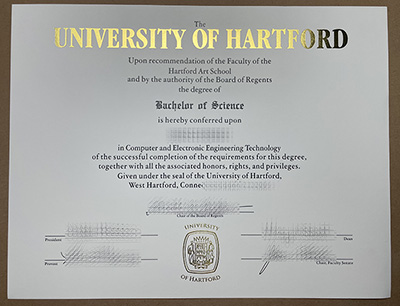 The
UNIVERSITY OF HARTFORD
Upon recommendation of the Faculty of the
Hartford Art School
and by the authority of the Board of Regents
the degree of
Bachelor of Science
is hereby conferred upon
in Computer and Electronic Engineering Technology
of the successful completion of the requirements for this degree,
together with all the associated honors, rights, and privileges.
Given under the seal of the University of Hartford,
West Hartford, Conne
Chair of the Board of Regents
President
Dean
Provost
Chair, Faculty Senate
UNIVERSITY
OF HARTFORD